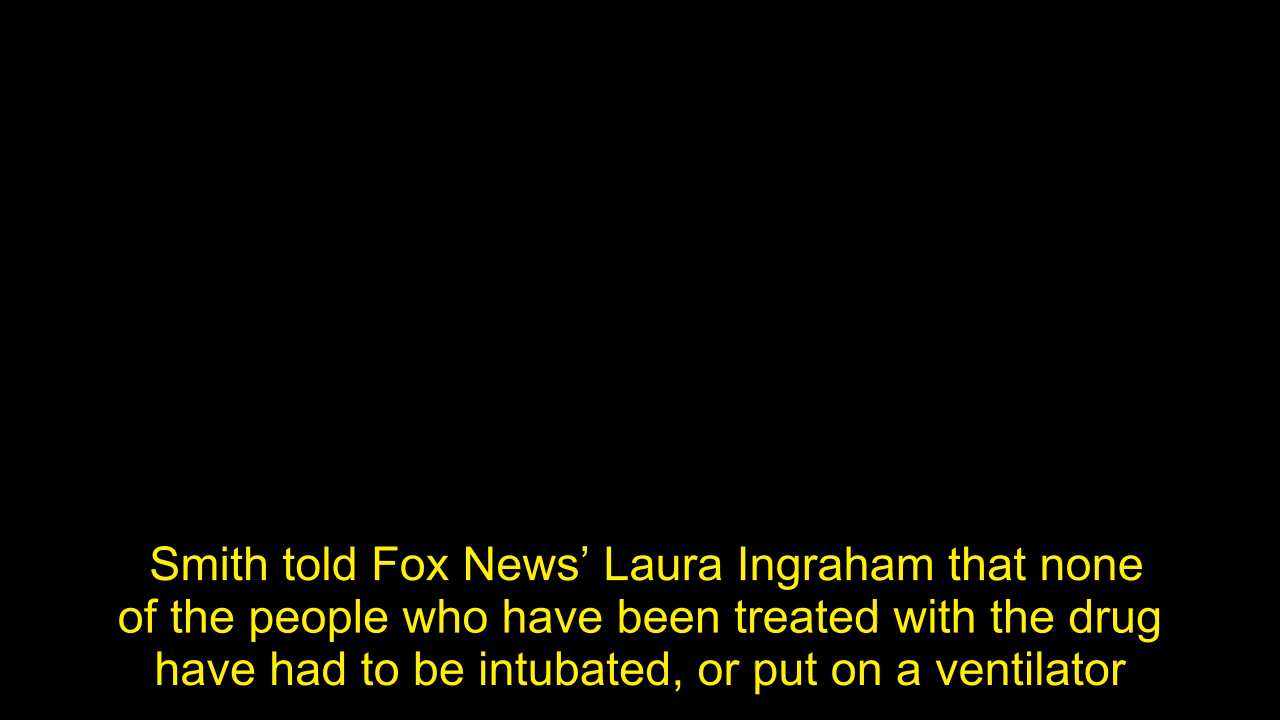 Smith told Fox News’ Laura Ingraham that none
of the people who have been treated with the drug
have had to be intubated, or put on a ventilator